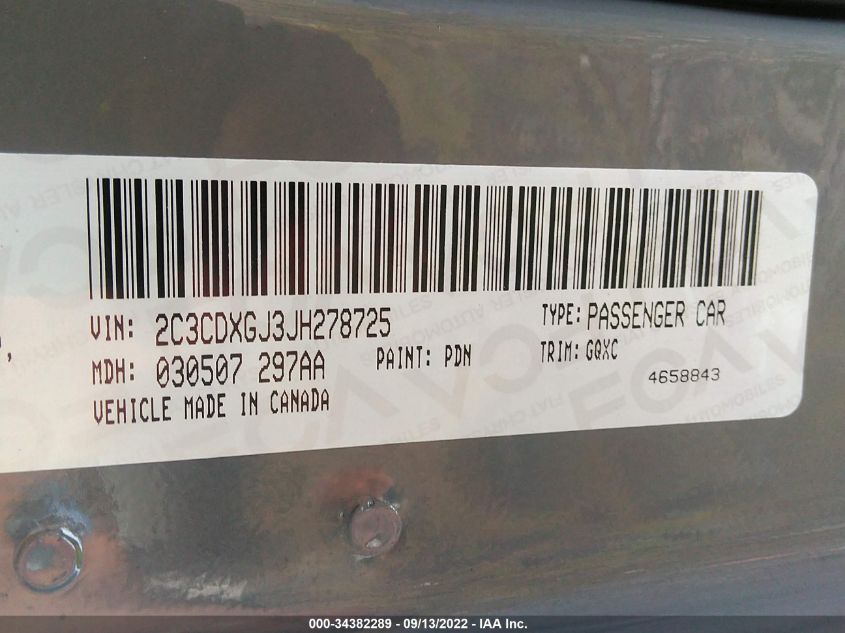 VIN: 2C3CDXGJ3JH278725 TYPE: PASSENGER CAR
MDH: 030507 297AA PAINT: PDN TRIM: GQXC
4658843
VEHICLE MADE IN CANADA
000-34382289 - 09/13/2022 - IAA Inc.